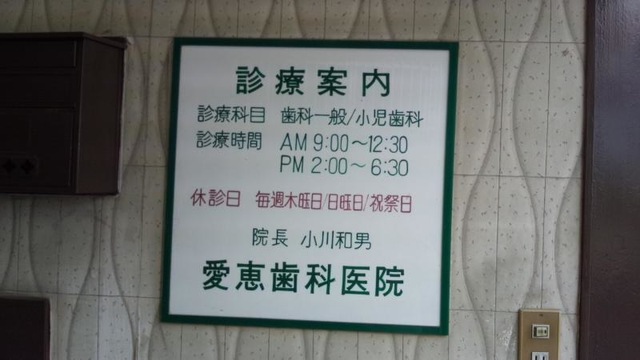 診療案内
診療科目 歯科一般/小児歯科
診療時間 AM 9:00〜12:30
PM 2:00〜6:30
休診日 毎週木旺日/日旺日/祝祭日
院長 小川和男
愛恵歯科医院